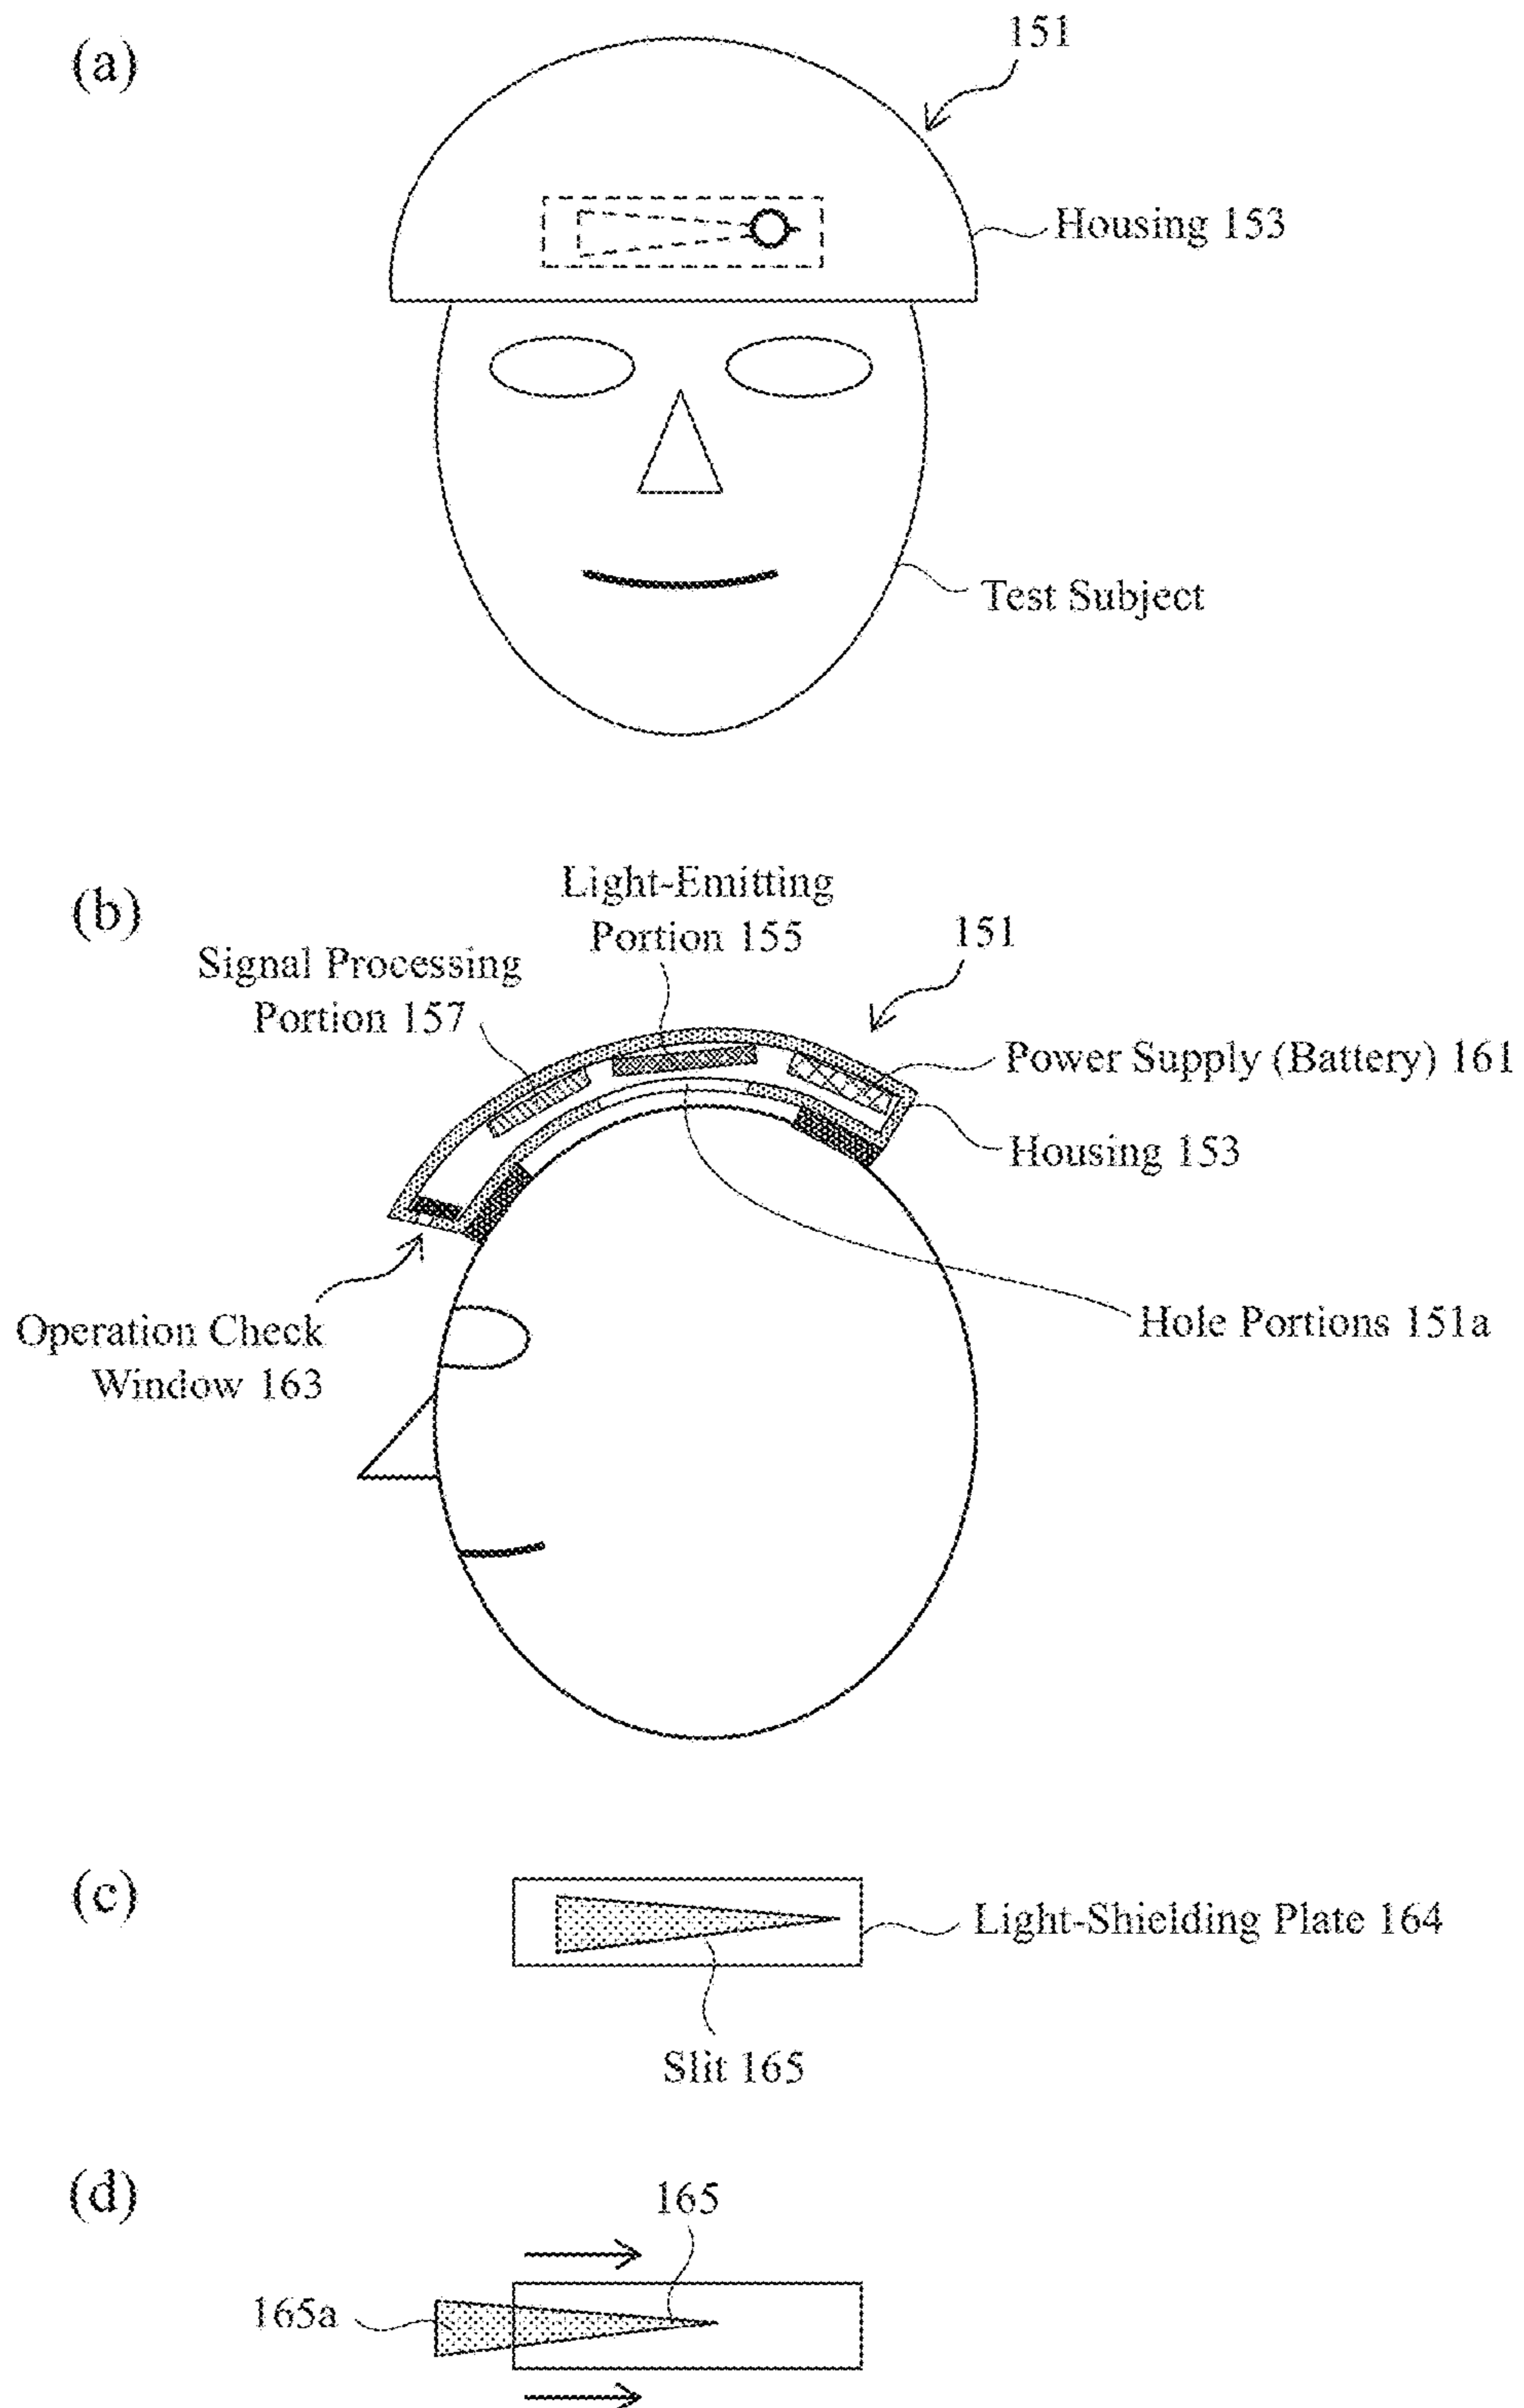 (a)
151
Housing 153
Test Subject
(b)
Light-Emitting
Portion 155
151
Signal Processing
Portion 157
Power Supply (Battery) 161
Housing 153
Hole Portions 151a
Operation Check
Window 163
(c)
Light-Shielding Plate 164
Slit 165
(d)
165
165a